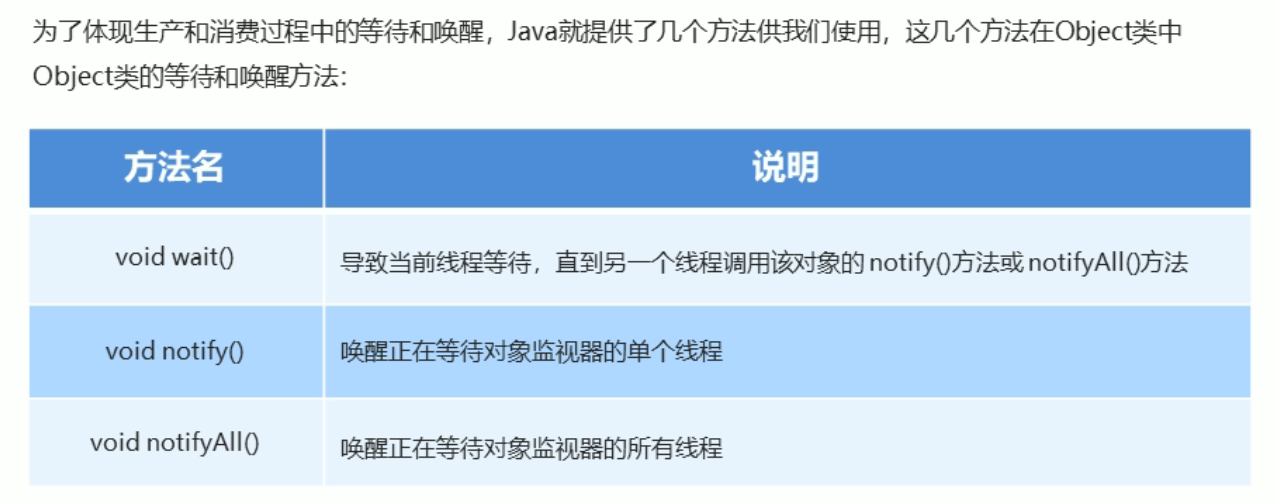 为了体现生产和消费过程中的等待和唤醒，Java就提供了几个方法供我们使用，这几个方法在Object类中
Object类的等待和唤醒方法：
方法名 说明
void wait() 导致当前线程等待，直到另一个线程调用该对象的 notify()方法或 notifyAll()方法
void notify() 唤醒正在等待对象监视器的单个线程
void notifyAll() 唤醒正在等待对象监视器的所有线程